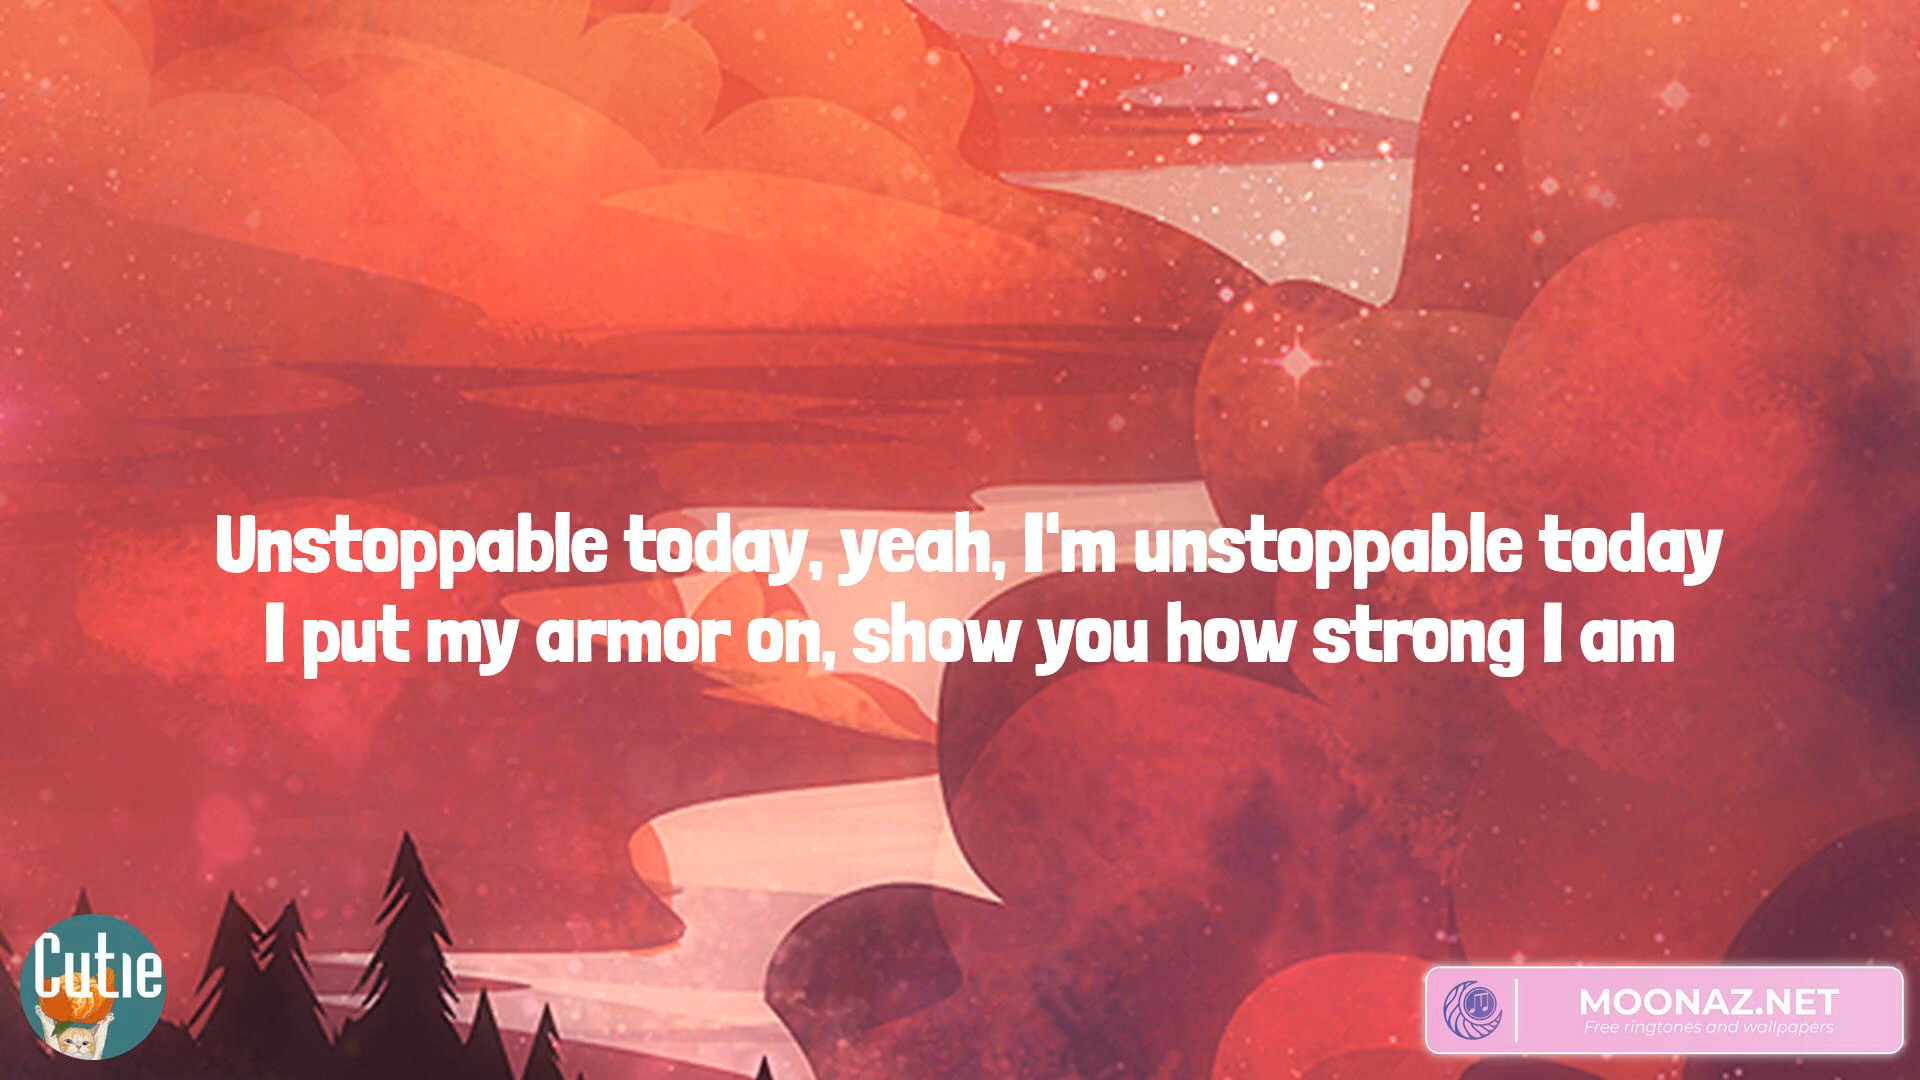 Unstoppable today, yeah, I'm unstoppable today
I put my armor on, show you how strong I am
Cutie
MOONAZ.NET
Free ringtones and wallpapers